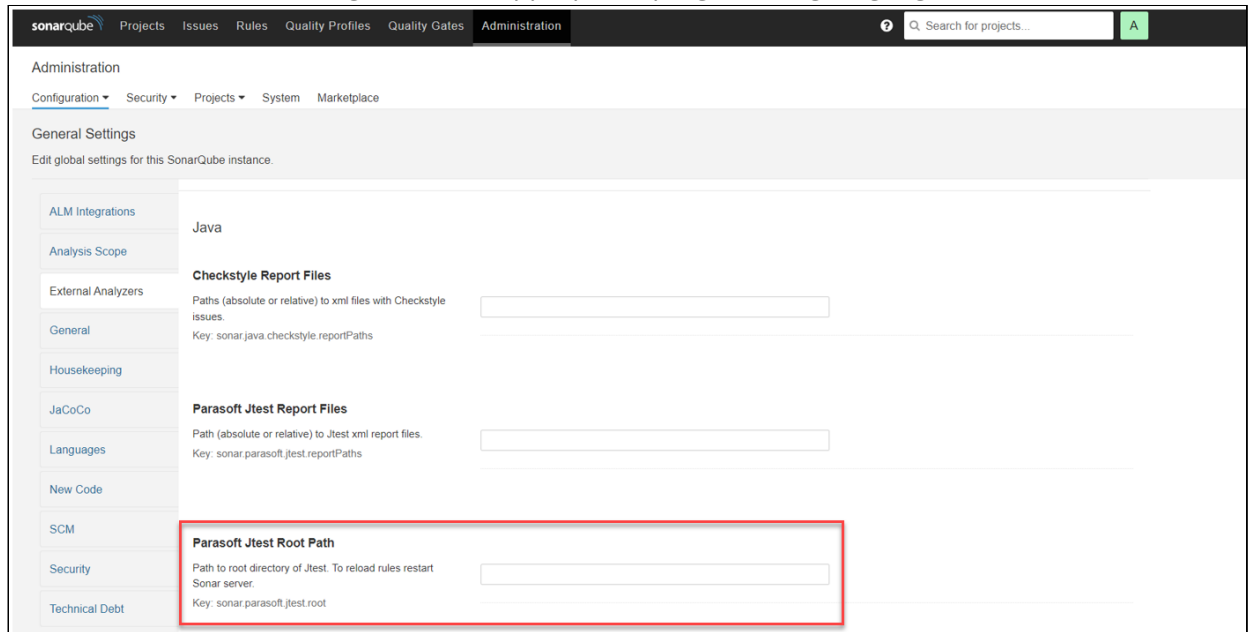 sonarqube Projects Issues Rules Quality Profiles Quality Gates Administration ? Search for projects... A
Administration
Configuration Security Projects System Marketplace
General Settings
Edit global settings for this SonarQube instance.
ALM Integrations
Analysis Scope
External Analyzers
General
Housekeeping
JaCoCo
Languages
New Code
SCM
Security
Technical Debt
Java
Checkstyle Report Files
Paths (absolute or relative) to xml files with Checkstyle
issues.
Key: sonar.java.checkstyle.reportPaths
Parasoft Jtest Report Files
Path (absolute or relative) to Jtest xml report files.
Key: sonar.parasoft.jtest.reportPaths
Parasoft Jtest Root Path
Path to root directory of Jtest. To reload rules restart
Sonar server.
Key: sonar.parasoft.jtest.root